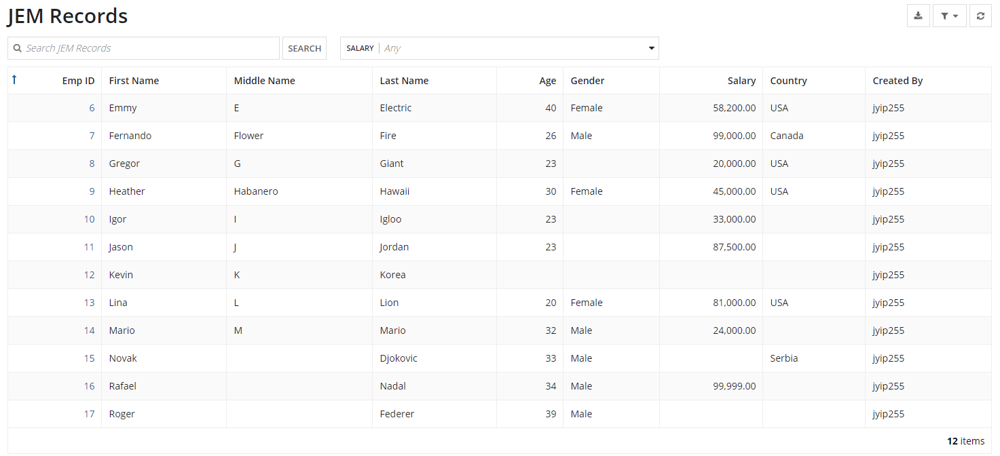 JEM Records
Search JEM Records SEARCH SALARY Any
Emp ID First Name Middle Name Last Name Age Gender Salary Country Created By
6 Emmy E Electric 40 Female 58,200.00 USA jyip255
7 Fernando Flower Fire 26 Male 99,000.00 Canada jyip255
8 Gregor G Giant 23 20,000.00 USA jyip255
9 Heather Habanero Hawaii 30 Female 45,000.00 USA jyip255
10 Igor I Igloo 23 33,000.00 jyip255
11 Jason J Jordan 23 87,500.00 jyip255
12 Kevin K Korea jyip255
13 Lina L Lion 20 Female 81,000.00 USA jyip255
14 Mario M Mario 32 Male 24,000.00 jyip255
15 Novak Djokovic 33 Male Serbia jyip255
16 Rafael Nadal 34 Male 99,999.00 jyip255
17 Roger Federer 39 Male jyip255
12 items